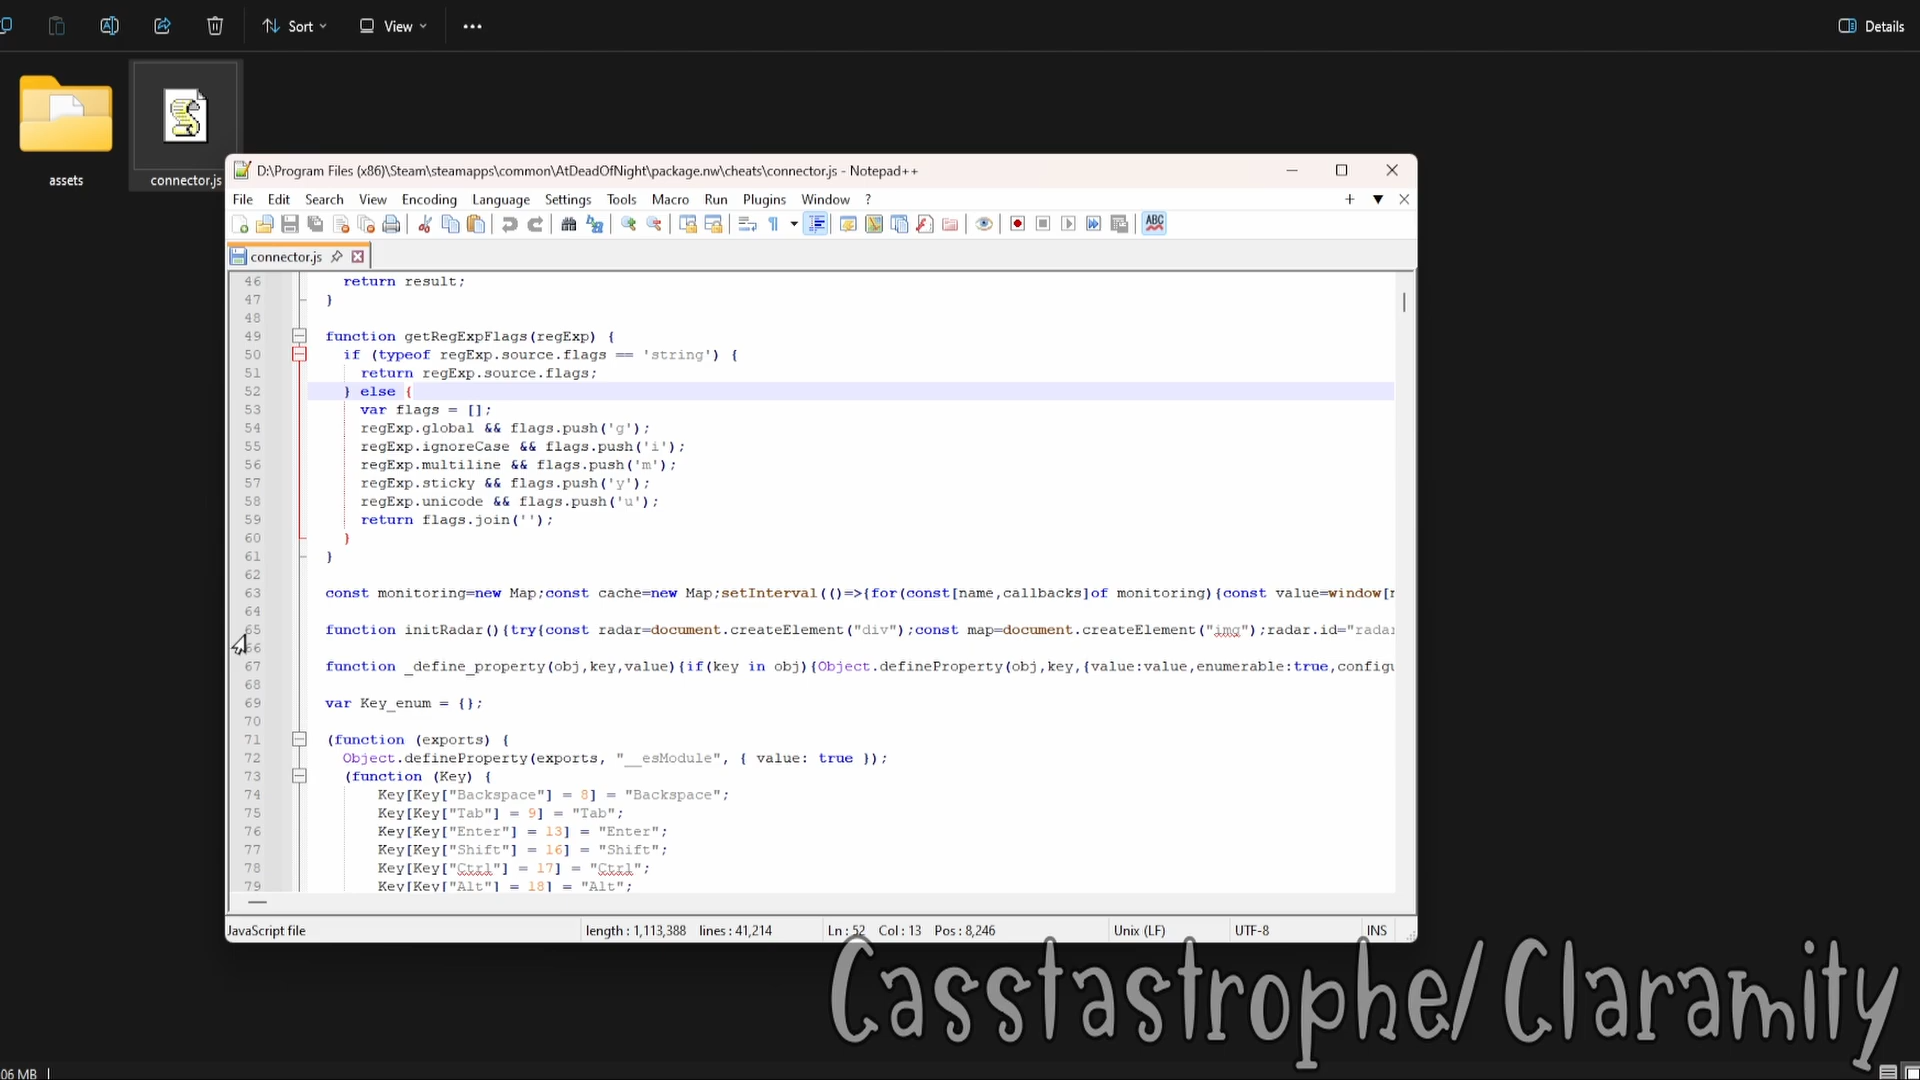 Sort
View
Details
assets
connector.js
D:\Program Files (x86)\Steam\steamapps\common\AtDeadOfNight\package.nw\cheats\connector.js - Notepad++
File Edit Search View Encoding Language Settings Tools Macro Run Plugins Window ?
ABC
connector.js
46 return result;
47 }
48
49 function getRegExpFlags(regExp) {
50 if (typeof regExp.source.flags == 'string') {
51 return regExp.source.flags;
52 } else {
53 var flags = [];
54 regExp.global && flags.push('g');
55 regExp.ignoreCase && flags.push('i');
56 regExp.multiline && flags.push('m');
57 regExp.sticky && flags.push('y');
58 regExp.unicode && flags.push('u');
59 return flags.join('');
60 }
61 }
62
63 const monitoring=new Map;const cache=new Map;setInterval(()=>{for(const[name,callbacks]of monitoring){const value=window[n
64
65 function initRadar(){try{const radar=document.createElement("div");const map=document.createElement("img");radar.id="radar
66
67 function _define_property(obj,key,value){if(key in obj){Object.defineProperty(obj,key,{value:value,enumerable:true,configu
68
69 var Key_enum = {};
70
71 (function (exports) {
72 Object.defineProperty(exports, "__esModule", { value: true });
73 (function (Key) {
74 Key[Key["Backspace"] = 8] = "Backspace";
75 Key[Key["Tab"] = 9] = "Tab";
76 Key[Key["Enter"] = 13] = "Enter";
77 Key[Key["Shift"] = 16] = "Shift";
78 Key[Key["Ctrl"] = 17] = "Ctrl";
79 Key[Key["Alt"] = 18] = "Alt";
JavaScript file length : 1,113,388 lines : 41,214 Ln : 52 Col : 13 Pos : 8,246 Unix (LF) UTF-8 INS
Casstastrophe/Claramity
06 MB